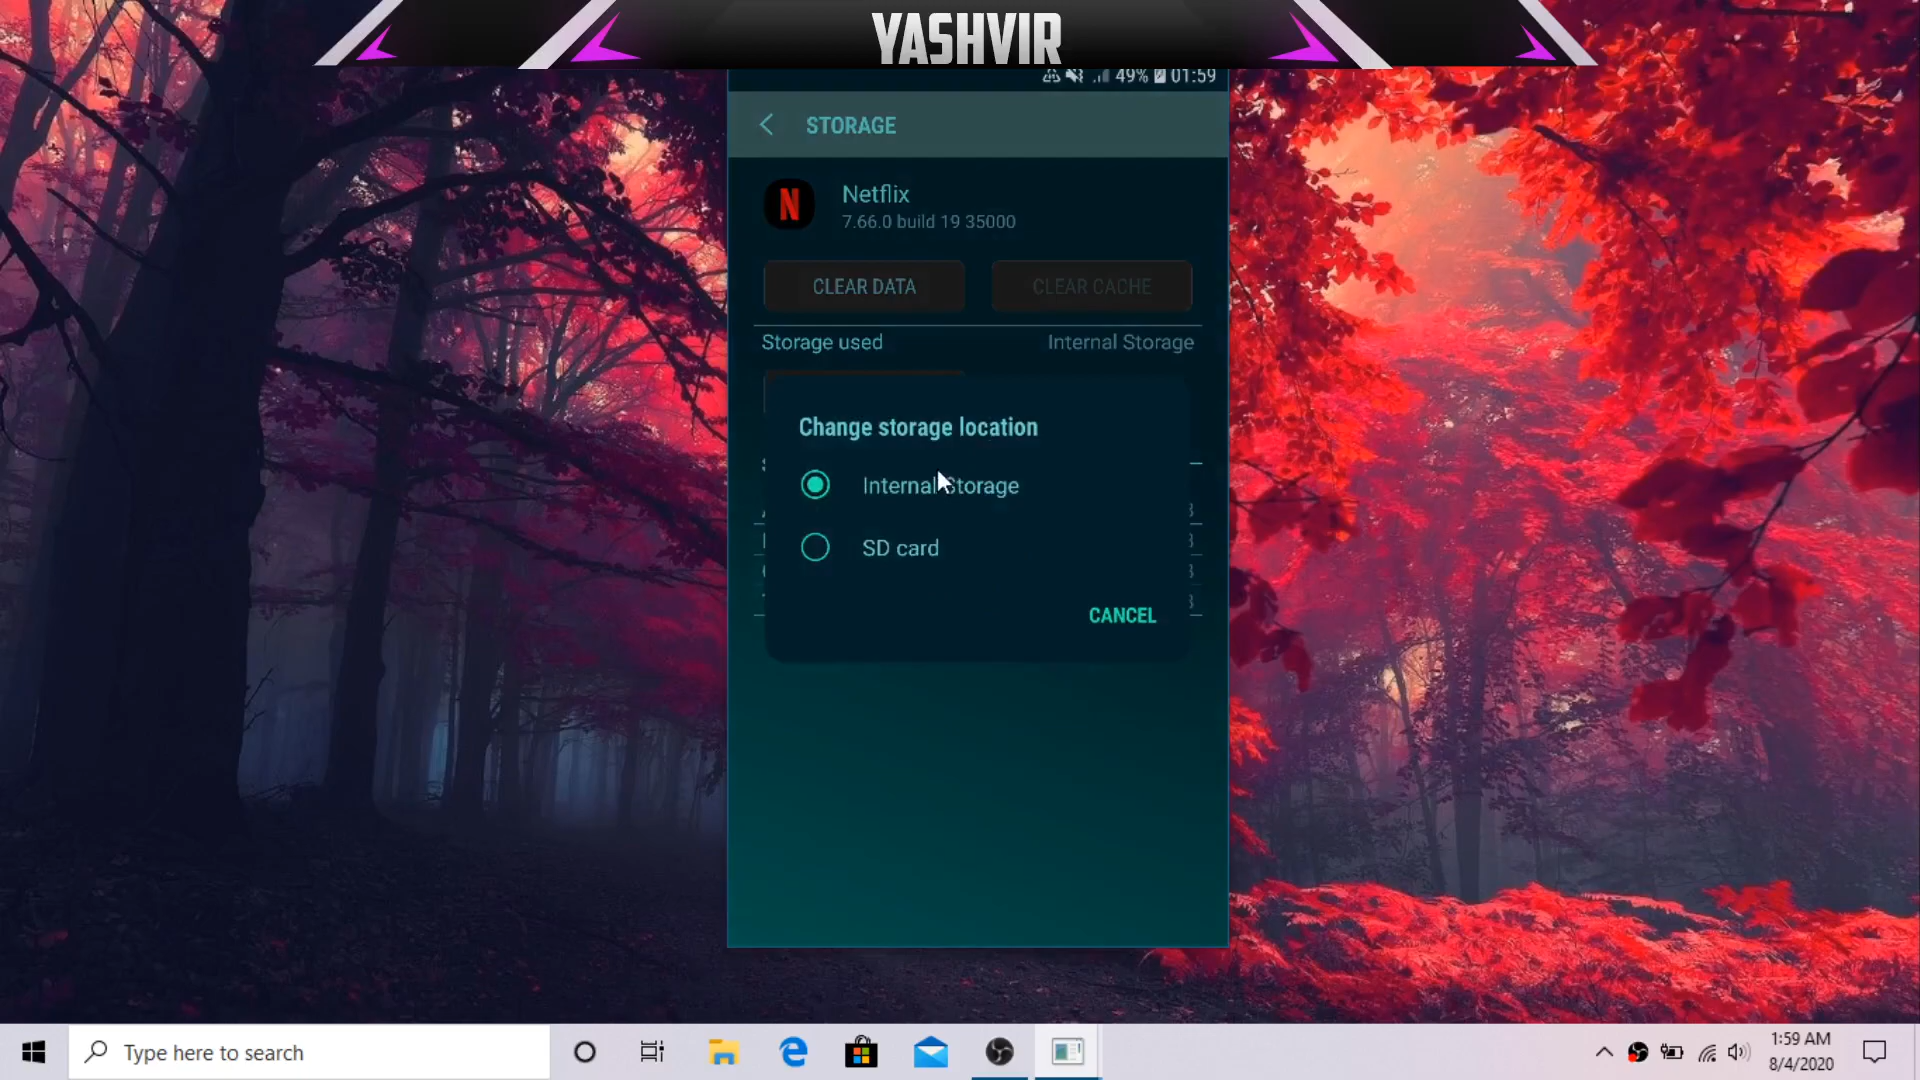 YASHVIR
49% 01:59
STORAGE
N
Netflix
7.66.0 build 19 35000
CLEAR DATA
CLEAR CACHE
Storage used
Internal Storage
Change storage location
Internal Storage
SD card
CANCEL
Type here to search
1:59 AM
8/4/2020